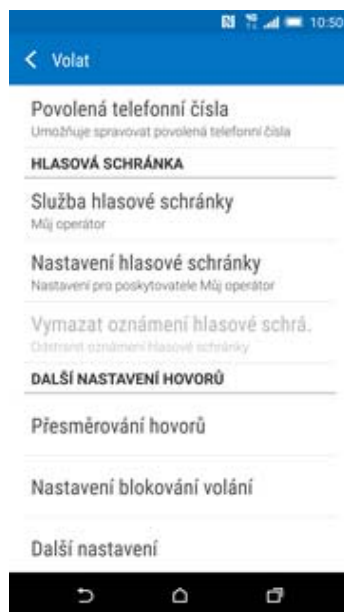 10:50
Volat
Povolená telefonní čísla
Umožňuje spravovat povolená telefonní čísla
HLASOVÁ SCHRÁNKA
Služba hlasové schránky
Můj operátor
Nastavení hlasové schránky
Nastavení pro poskytovatele Můj operátor
Vymazat oznámení hlasové schrá.
Odstranit oznámení hlasové schránky
DALŠÍ NASTAVENÍ HOVORŮ
Přesměrování hovorů
Nastavení blokování volání
Další nastavení